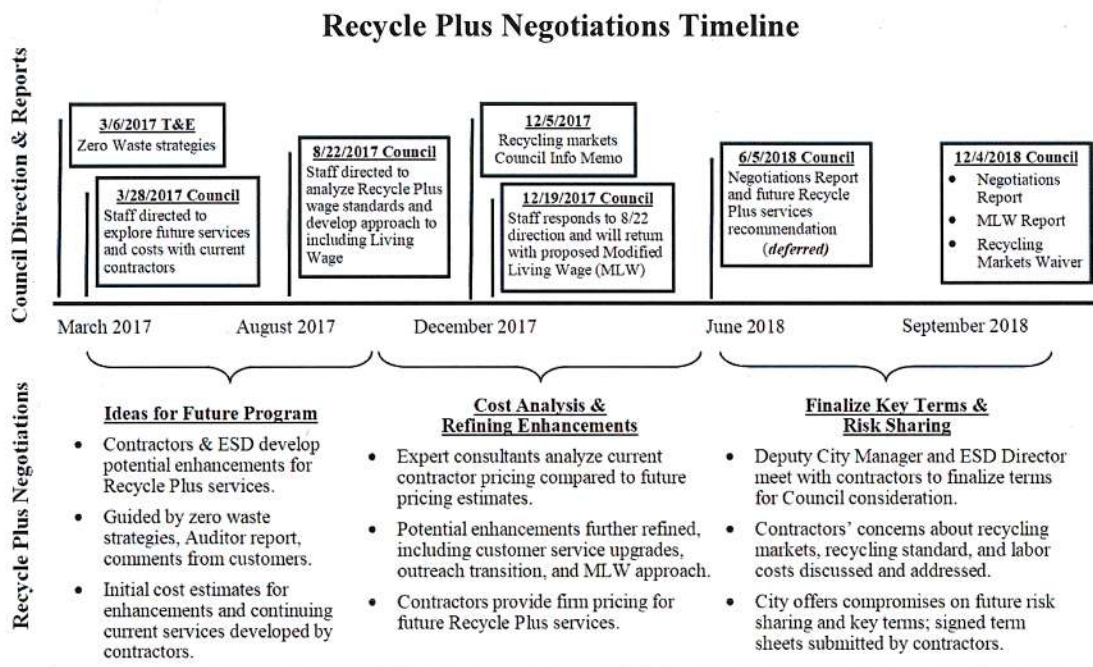 Recycle Plus Negotiations Timeline
Council Direction & Reports
3/6/2017 T&E
Zero Waste strategies
3/28/2017 Council
Staff directed to
explore future services
and costs with current
contractors
8/22/2017 Council
Staff directed to
analyze Recycle Plus
wage standards and
develop approach to
including Living
Wage
12/5/2017
Recycling markets
Council Info Memo
12/19/2017 Council
Staff responds to 8/22
direction and will return
with proposed Modified
Living Wage (MLW)
6/5/2018 Council
Negotiations Report
and future Recycle
Plus services
recommendation
(deferred)
12/4/2018 Council
• Negotiations
Report
• MLW Report
• Recycling
Markets Waiver
March 2017
August 2017
December 2017
June 2018
September 2018
Recycle Plus Negotiations
Ideas for Future Program
• Contractors & ESD develop
potential enhancements for
Recycle Plus services.
• Guided by zero waste
strategies, Auditor report,
comments from customers.
• Initial cost estimates for
enhancements and continuing
current services developed by
contractors.
Cost Analysis &
Refining Enhancements
• Expert consultants analyze current
contractor pricing compared to future
pricing estimates.
• Potential enhancements further refined,
including customer service upgrades,
outreach transition, and MLW approach.
• Contractors provide firm pricing for
future Recycle Plus services.
Finalize Key Terms &
Risk Sharing
• Deputy City Manager and ESD Director
meet with contractors to finalize terms
for Council consideration.
• Contractors' concerns about recycling
markets, recycling standard, and labor
costs discussed and addressed.
• City offers compromises on future risk
sharing and key terms; signed term
sheets submitted by contractors.